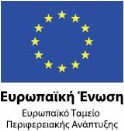 Ευρωπαϊκή Ένωση
Ευρωπαϊκό Ταμείο
Περιφερειακής Ανάπτυξης